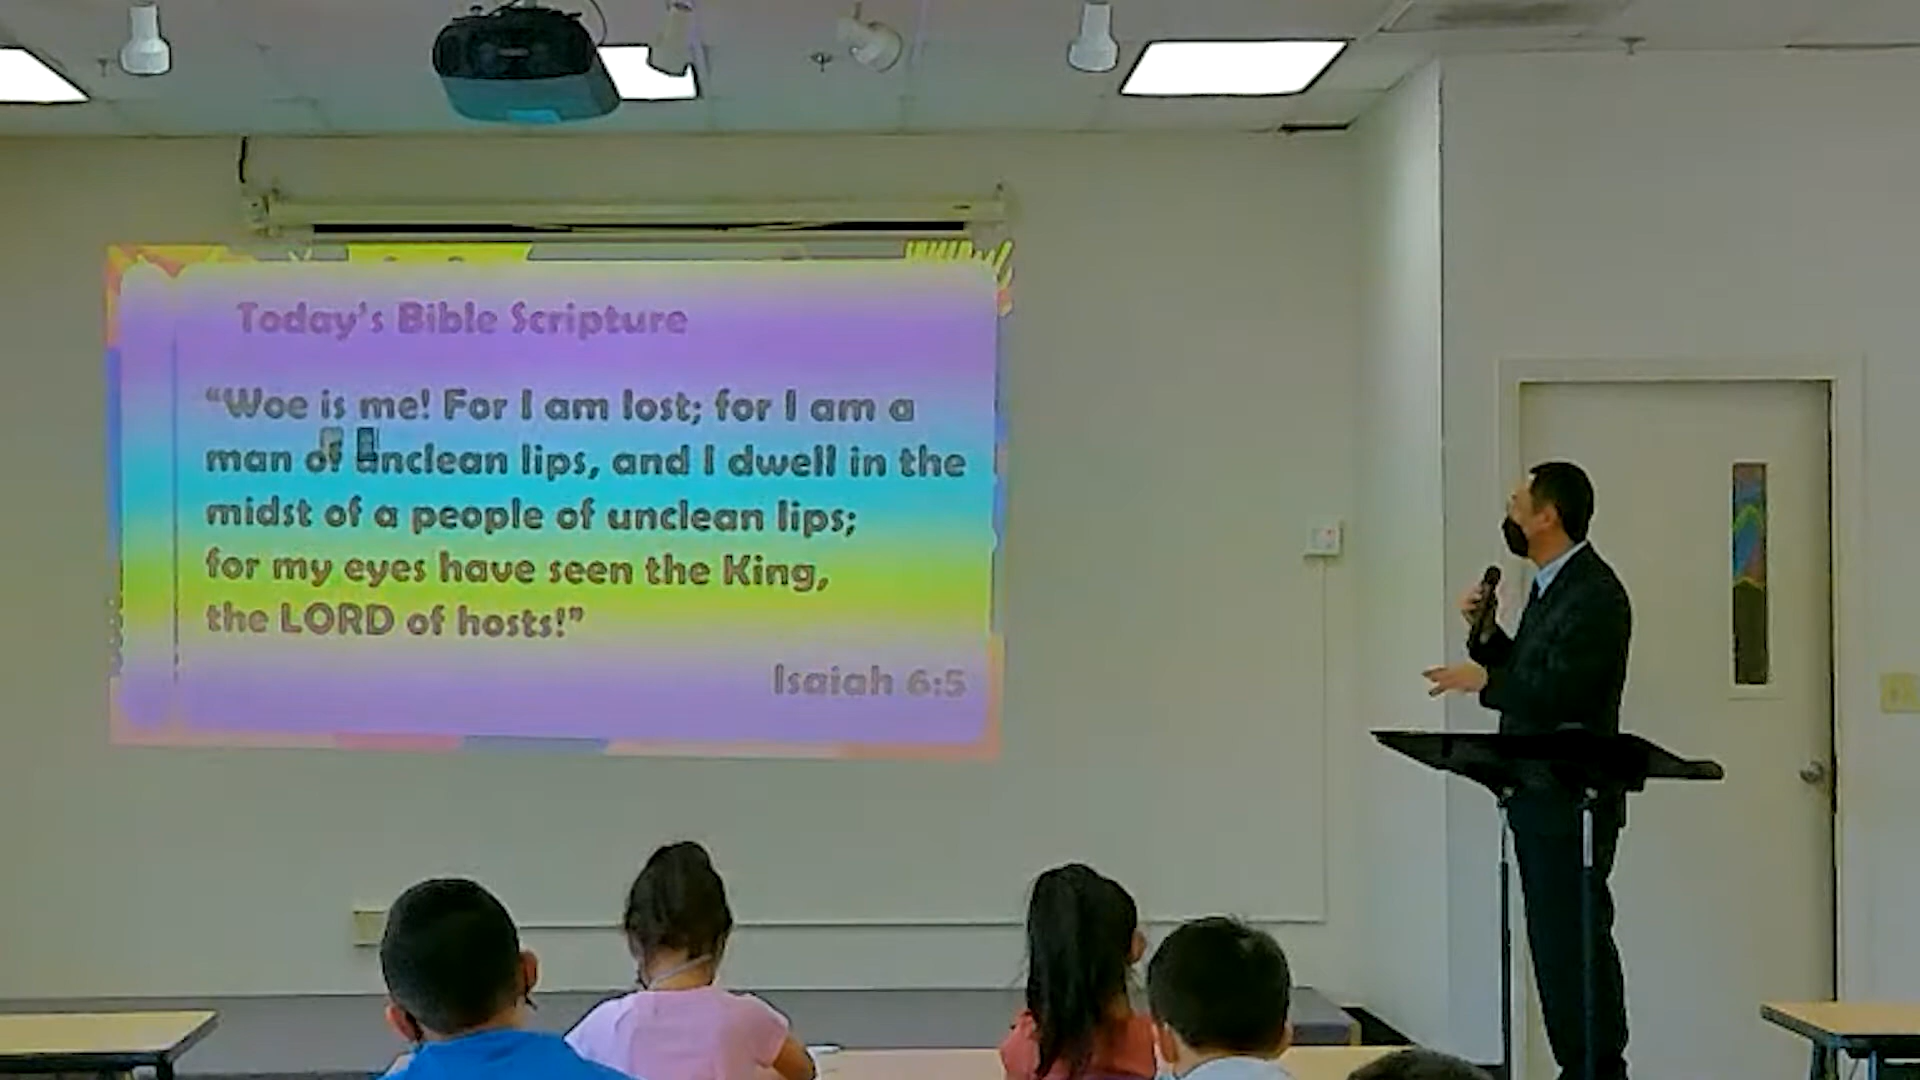 Today's Bible Scripture
“Woe is me! For I am lost; for I am a
man of unclean lips, and I dwell in the
midst of a people of unclean lips;
for my eyes have seen the King,
the LORD of hosts!”
Isaiah 6:5